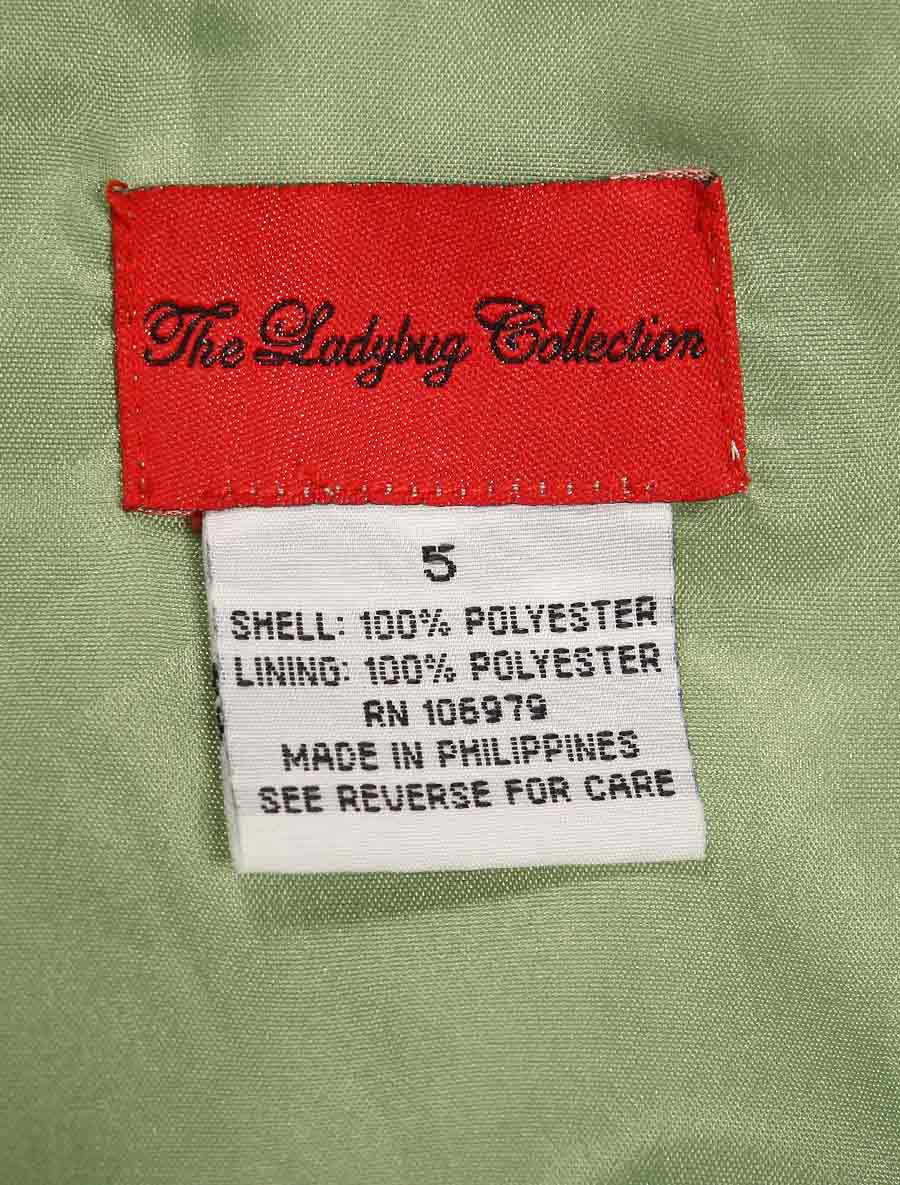 The Ladybug Collection
5
SHELL: 100% POLYESTER
LINING: 100% POLYESTER
RN 106979
MADE IN PHILIPPINES
SEE REVERSE FOR CARE